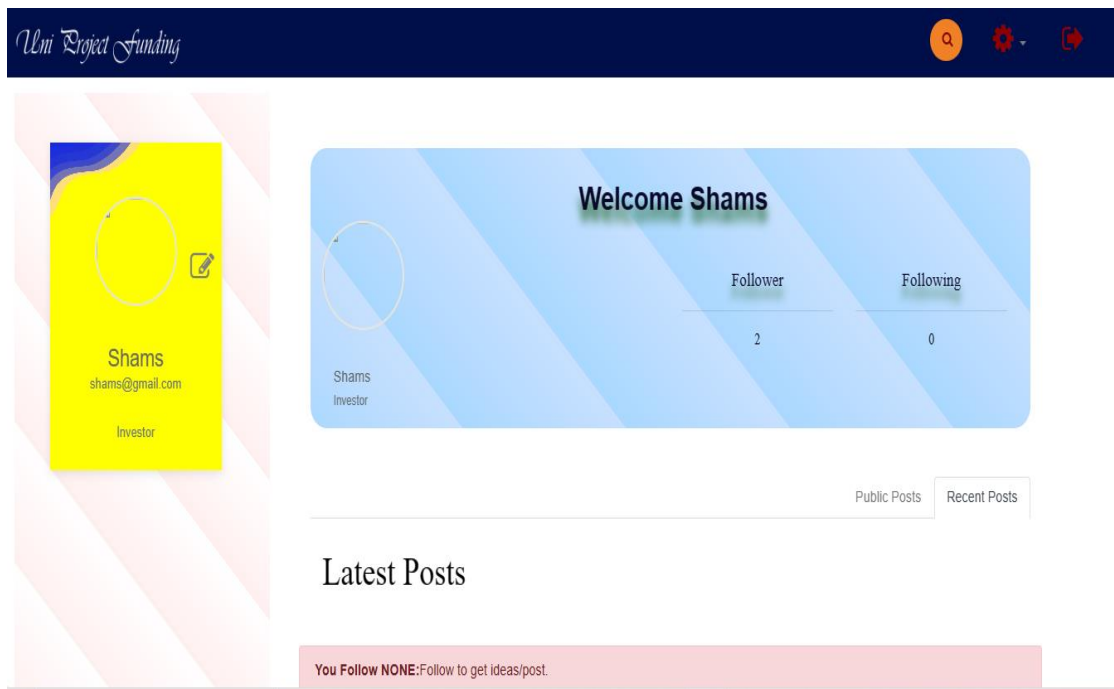 Uni Project Funding
Shams
shams@gmail.com
Investor
Welcome Shams
Follower
Following
2
0
Shams
Investor
Public Posts
Recent Posts
Latest Posts
You Follow NONE:Follow to get ideas/post.